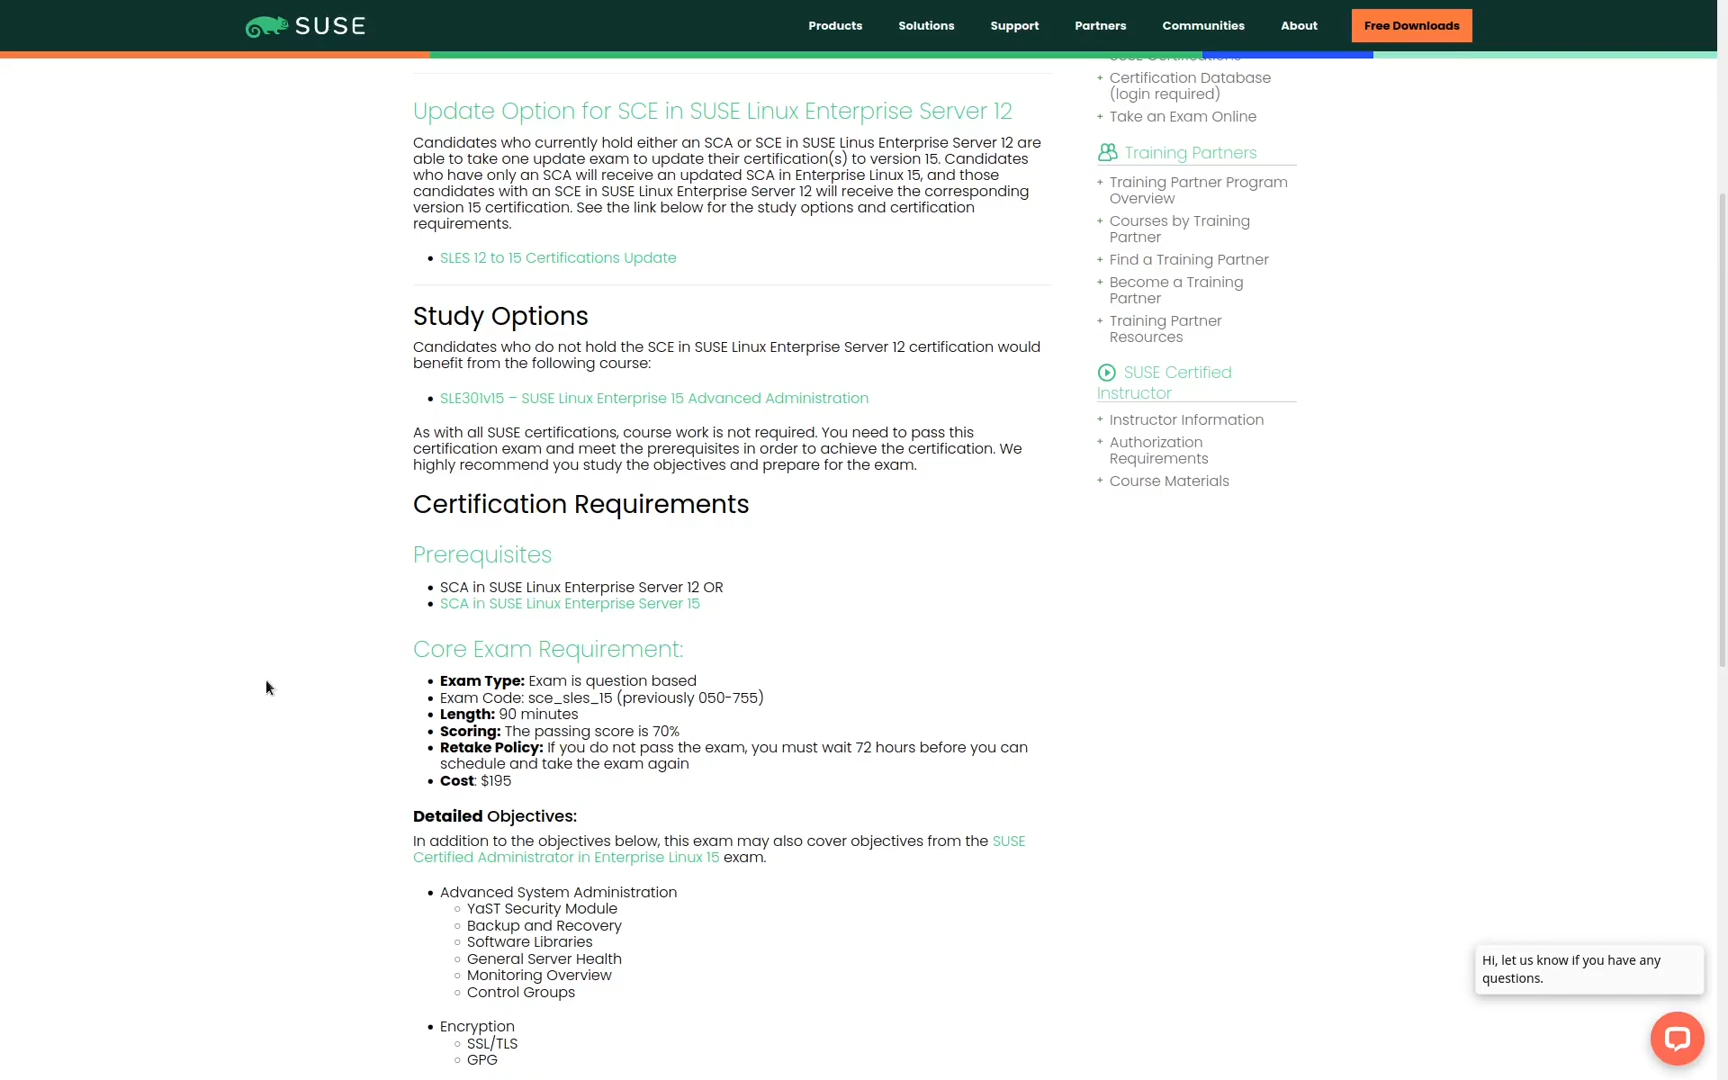 SUSE
Products
Solutions
Support
Partners
Communities
About
Free Downloads
Update Option for SCE in SUSE Linux Enterprise Server 12
Candidates who currently hold either an SCA or SCE in SUSE Linus Enterprise Server 12 are
able to take one update exam to update their certification(s) to version 15. Candidates
who have only an SCA will receive an updated SCA in Enterprise Linux 15, and those
candidates with an SCE in SUSE Linux Enterprise Server 12 will receive the corresponding
version 15 certification. See the link below for the study options and certification
requirements.
• SLES 12 to 15 Certifications Update
Study Options
Candidates who do not hold the SCE in SUSE Linux Enterprise Server 12 certification would
benefit from the following course:
• SLE301v15 – SUSE Linux Enterprise 15 Advanced Administration
As with all SUSE certifications, course work is not required. You need to pass this
certification exam and meet the prerequisites in order to achieve the certification. We
highly recommend you study the objectives and prepare for the exam.
Certification Requirements
Prerequisites
• SCA in SUSE Linux Enterprise Server 12 OR
• SCA in SUSE Linux Enterprise Server 15
Core Exam Requirement:
• Exam Type: Exam is question based
• Exam Code: sce_sles_15 (previously 050-755)
• Length: 90 minutes
• Scoring: The passing score is 70%
• Retake Policy: If you do not pass the exam, you must wait 72 hours before you can
schedule and take the exam again
• Cost: $195
Detailed Objectives:
In addition to the objectives below, this exam may also cover objectives from the SUSE
Certified Administrator in Enterprise Linux 15 exam.
• Advanced System Administration
○ YaST Security Module
○ Backup and Recovery
○ Software Libraries
○ General Server Health
○ Monitoring Overview
○ Control Groups
• Encryption
○ SSL/TLS
○ GPG
SUSE Certifications
+ Certification Database
(login required)
+ Take an Exam Online
Training Partners
+ Training Partner Program
Overview
+ Courses by Training
Partner
+ Find a Training Partner
+ Become a Training
Partner
+ Training Partner
Resources
SUSE Certified
Instructor
+ Instructor Information
+ Authorization
Requirements
+ Course Materials
Hi, let us know if you have any
questions.